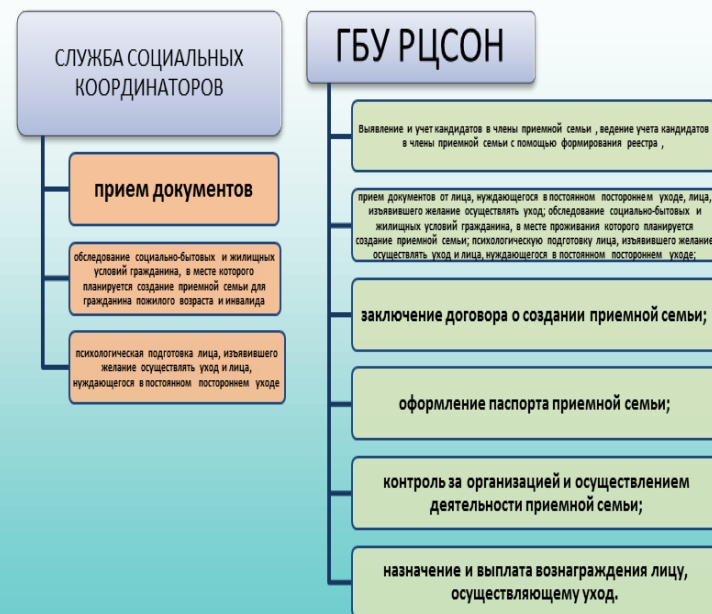 СЛУЖБА СОЦИАЛЬНЫХ
КООРДИНАТОРОВ
прием документов
обследование социально-бытовых и жилищных
условий гражданина, в месте которого
планируется создание приемной семьи для
гражданина пожилого возраста и инвалида
психологическая подготовка лица, изъявившего
желание осуществлять уход и лица,
нуждающегося в постоянном постороннем уходе
ГБУ РЦСОН
Выявление и учет кандидатов в члены приемной семьи , ведение учета кандидатов
в члены приемной семьи с помощью формирования реестра ,
прием документов от лица, нуждающегося в постоянном постороннем уходе, лица,
изъявившего желание осуществлять уход; обследование социально-бытовых и
жилищных условий гражданина, в месте проживания которого планируется
создание приемной семьи; психологическую подготовку лица, изъявившего желание
осуществлять уход и лица, нуждающегося в постоянном постороннем уходе;
заключение договора о создании приемной семьи;
оформление паспорта приемной семьи;
контроль за организацией и осуществлением
деятельности приемной семьи;
назначение и выплата вознаграждения лицу,
осуществляющему уход.